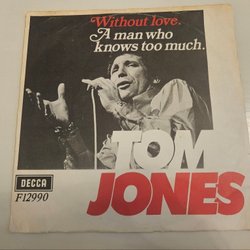 Without love.
A man who
knows too much.
TOM
JONES
DECCA
F12990